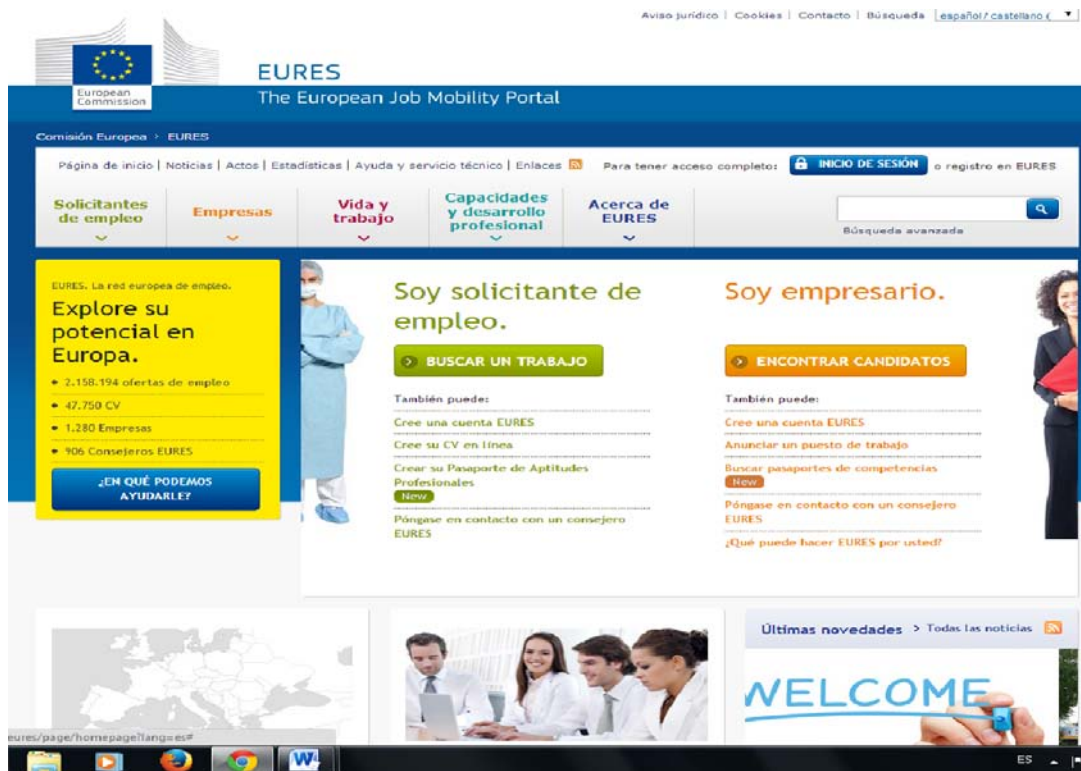 Aviso jurídico | Cookies | Contacto | Búsqueda español / castellano (
European
Commission
EURES
The European Job Mobility Portal
Comisión Europea > EURES
Página de inicio | Noticias | Actos | Estadísticas | Ayuda y servicio técnico | Enlaces Para tener acceso completo: INICIO DE SESIÓN o registro en EURES
Solicitantes
de empleo
Empresas
Vida y
trabajo
Capacidades
y desarrollo
profesional
Acerca de
EURES
Búsqueda avanzada
EURES. La red europea de empleo.
Explore su
potencial en
Europa.
2.158.194 ofertas de empleo
47.750 CV
1.280 Empresas
906 Consejeros EURES
¿EN QUÉ PODEMOS
AYUDARLE?
Soy solicitante de
empleo.
BUSCAR UN TRABAJO
También puede:
Cree una cuenta EURES
Cree su CV en línea
Crear su Pasaporte de Aptitudes
Profesionales
New
Póngase en contacto con un consejero
EURES
Soy empresario.
ENCONTRAR CANDIDATOS
También puede:
Cree una cuenta EURES
Anunciar un puesto de trabajo
Buscar pasaportes de competencias
New
Póngase en contacto con un consejero
EURES
¿Qué puede hacer EURES por usted?
Últimas novedades > Todas las noticias
WELCOME
eures/page/homepage?lang=es#
W
ES